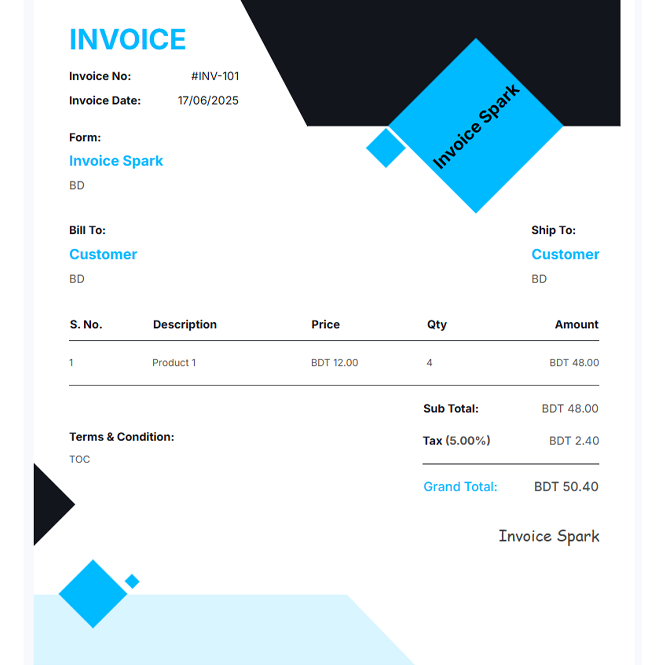 INVOICE
Invoice No: #INV-101
Invoice Date: 17/06/2025
Invoice Spark
Form:
Invoice Spark
BD
Bill To: Ship To:
Customer Customer
BD BD
S. No. Description Price Qty Amount
1 Product 1 BDT 12.00 4 BDT 48.00
Sub Total: BDT 48.00
Terms & Condition: Tax (5.00%) BDT 2.40
TOC
Grand Total: BDT 50.40
Invoice Spark